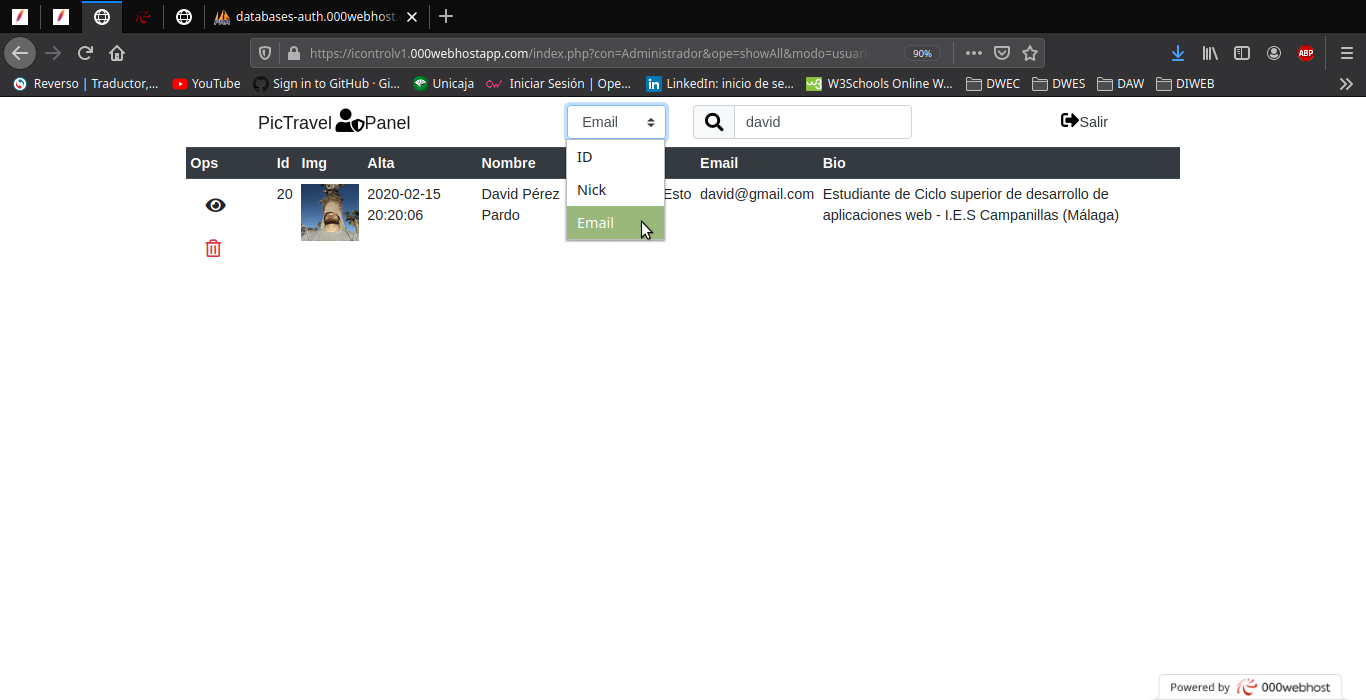 databases-auth.000webhost.
https://icontrolv1.000webhostapp.com/index.php?con=Administrador&ope=showAll&modo=usuari
90%
Reverso | Traductor,... YouTube Sign in to GitHub · Gi... Unicaja Iniciar Sesión | Ope... LinkedIn: inicio de se... W3Schools Online W... DWEC DWES DAW DIWEB
ABP
PicTravel Panel Email david Salir
ID
Nick
Email
Ops Id Img Alta Nombre Email Bio
20 2020-02-15 David Pérez Esto david@gmail.com Estudiante de Ciclo superior de desarrollo de
20:20:06 Pardo aplicaciones web - I.E.S Campanillas (Málaga)
Powered by 000webhost